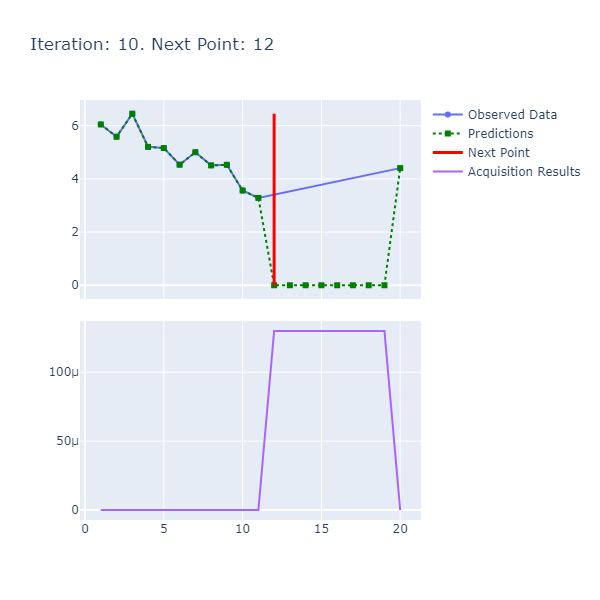 Iteration: 10. Next Point: 12
Observed Data
Predictions
Next Point
Acquisition Results
6
4
2
0
100μ
50μ
0
0 5 10 15 20